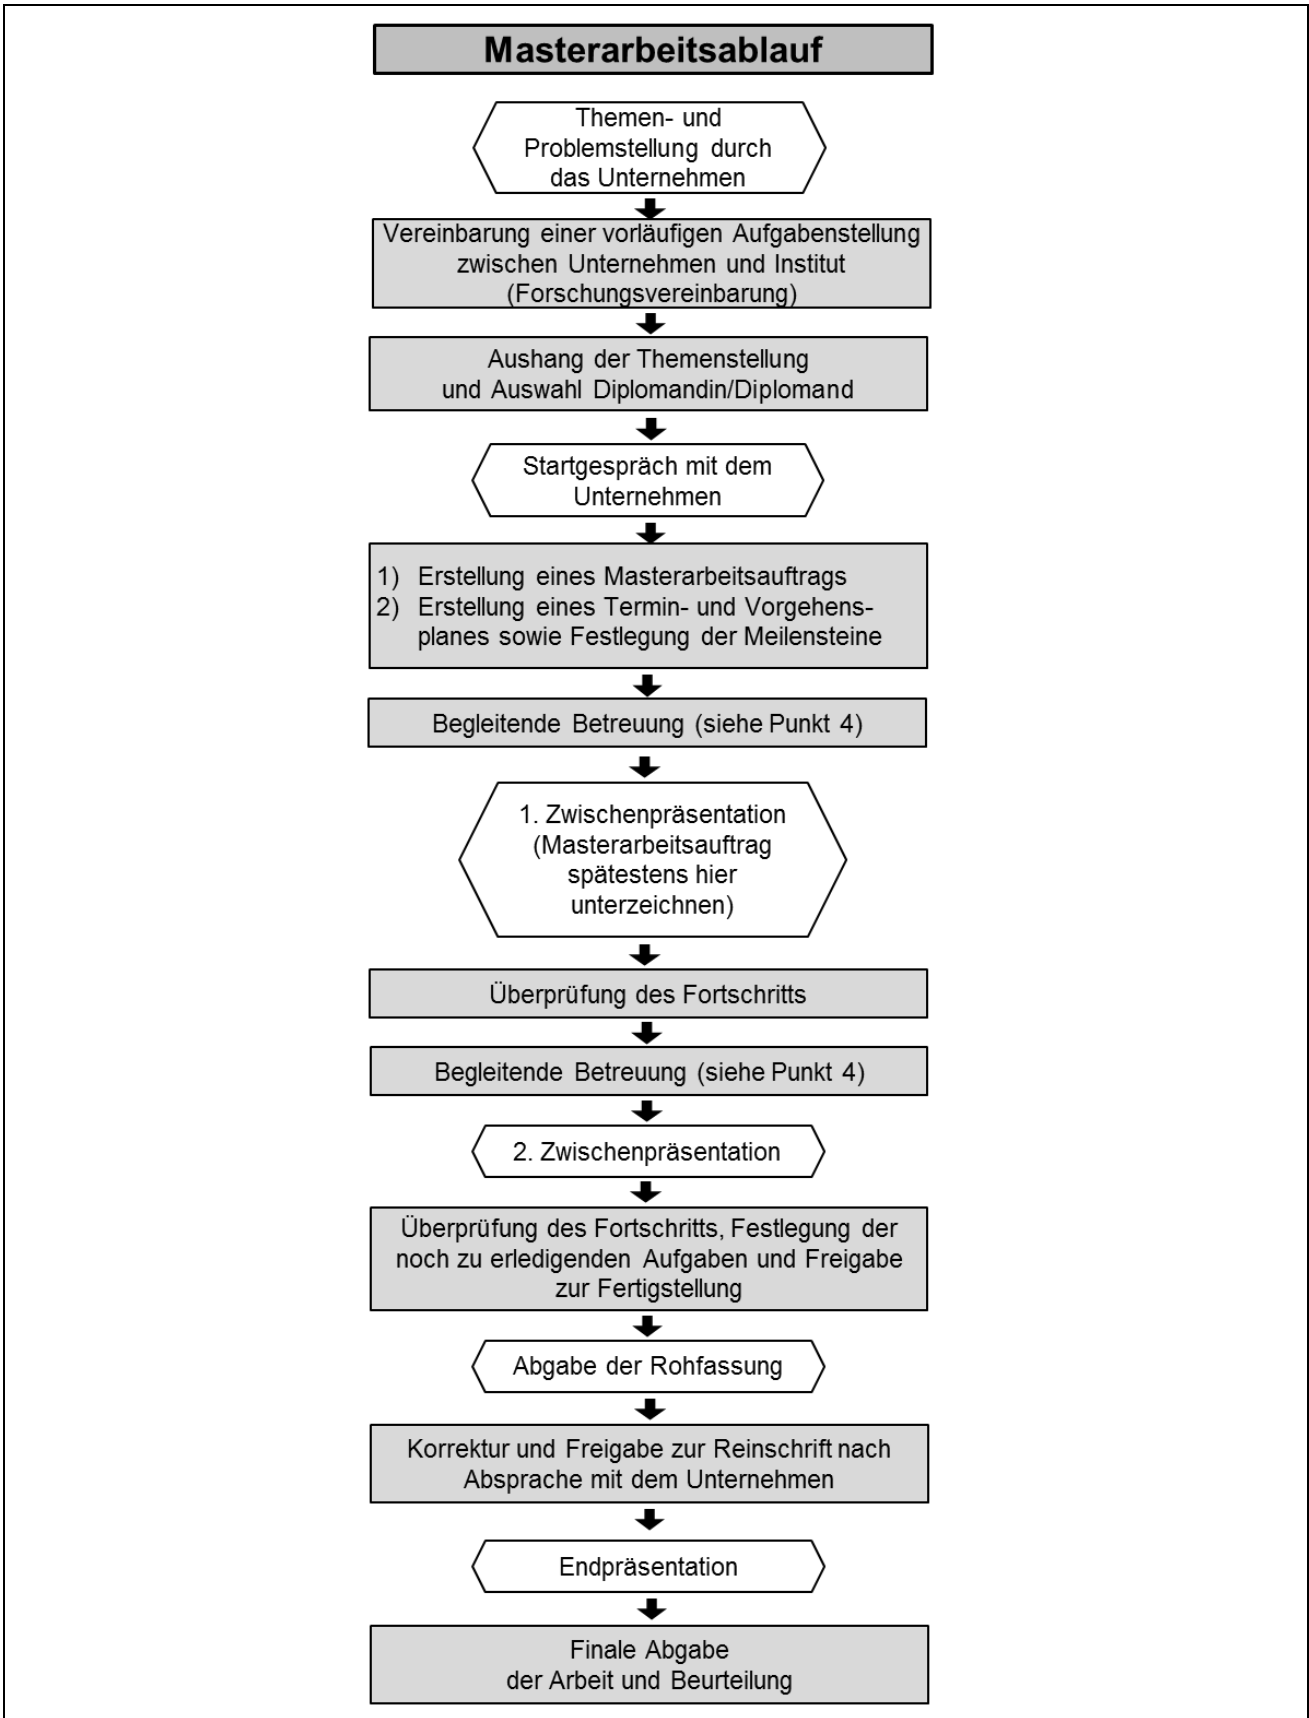 Masterarbeitsablauf
Themen- und
Problemstellung durch
das Unternehmen
Vereinbarung einer vorläufigen Aufgabenstellung
zwischen Unternehmen und Institut
(Forschungsvereinbarung)
Aushang der Themenstellung
und Auswahl Diplomandin/Diplomand
Startgespräch mit dem
Unternehmen
1) Erstellung eines Masterarbeitsauftrags
2) Erstellung eines Termin- und Vorgehens-
planes sowie Festlegung der Meilensteine
Begleitende Betreuung (siehe Punkt 4)
1. Zwischenpräsentation
(Masterarbeitsauftrag
spätestens hier
unterzeichnen)
Überprüfung des Fortschritts
Begleitende Betreuung (siehe Punkt 4)
2. Zwischenpräsentation
Überprüfung des Fortschritts, Festlegung der
noch zu erledigenden Aufgaben und Freigabe
zur Fertigstellung
Abgabe der Rohfassung
Korrektur und Freigabe zur Reinschrift nach
Absprache mit dem Unternehmen
Endpräsentation
Finale Abgabe
der Arbeit und Beurteilung